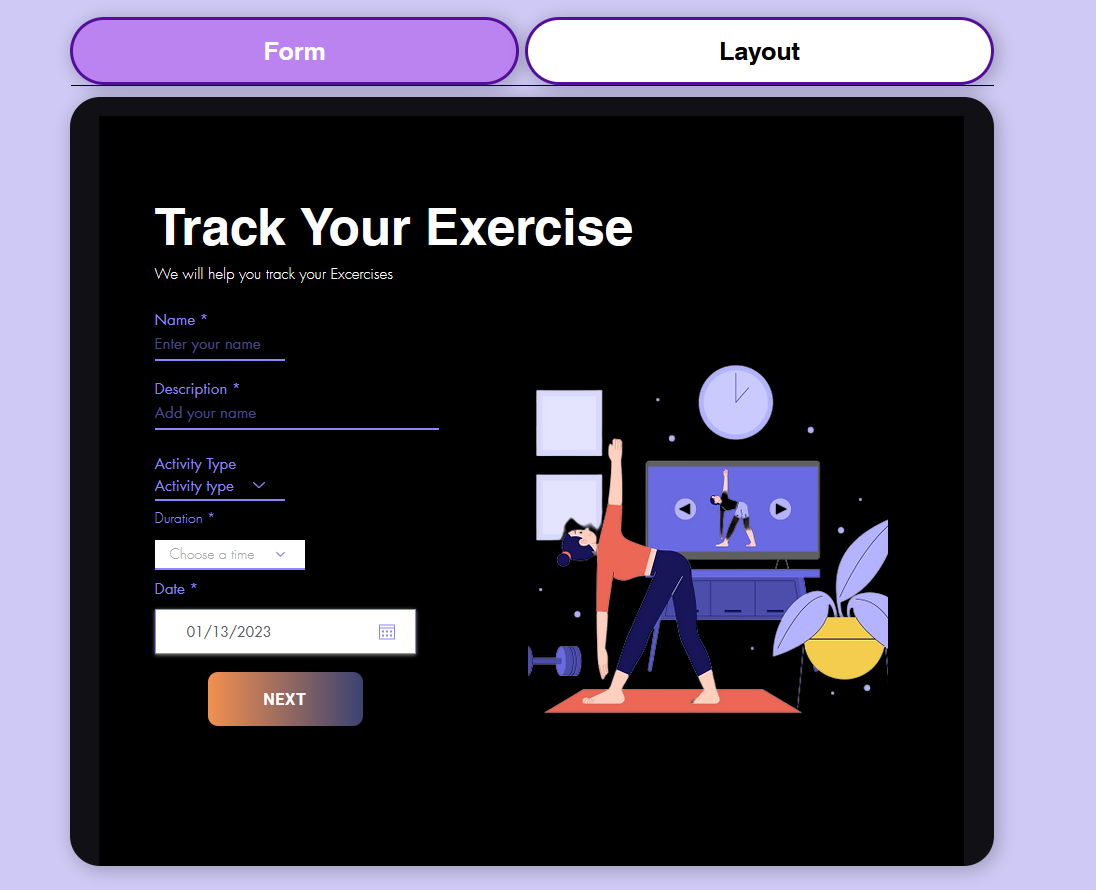 Form
Layout
Track Your Exercise
We will help you track your Excercises
Name *
Enter your name
Description *
Add your name
Activity Type
Activity type
Duration *
Choose a time
Date *
01/13/2023
NEXT